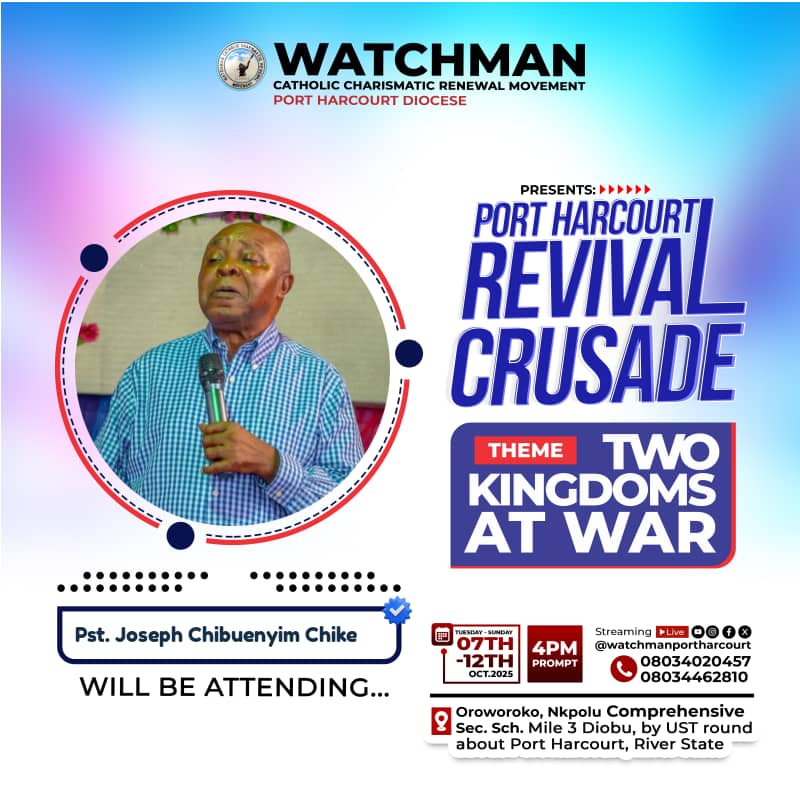 WATCHMAN
CATHOLIC CHARISMATIC RENEWAL MOVEMENT
PORT HARCOURT DIOCESE
PRESENTS:
PORT HARCOURT
REVIVAL
CRUSADE
THEME TWO
KINGDOMS
AT WAR
Pst. Joseph Chibuenyim Chike
WILL BE ATTENDING...
TUESDAY - SUNDAY
07TH
-12TH
OCT.2025
4PM
PROMPT
Streaming Live
@watchmanportharcourt
08034020457
08034462810
Oroworoko, Nkpolu Comprehensive
Sec. Sch. Mile 3 Diobu, by UST round
about Port Harcourt, River State